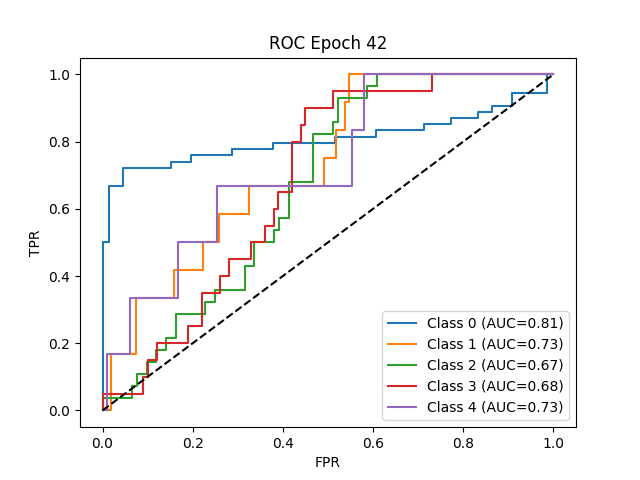 ROC Epoch 42
TPR
1.0
0.8
0.6
0.4
0.2
0.0
Class 0 (AUC=0.81)
Class 1 (AUC=0.73)
Class 2 (AUC=0.67)
Class 3 (AUC=0.68)
Class 4 (AUC=0.73)
0.0 0.2 0.4 0.6 0.8 1.0
FPR